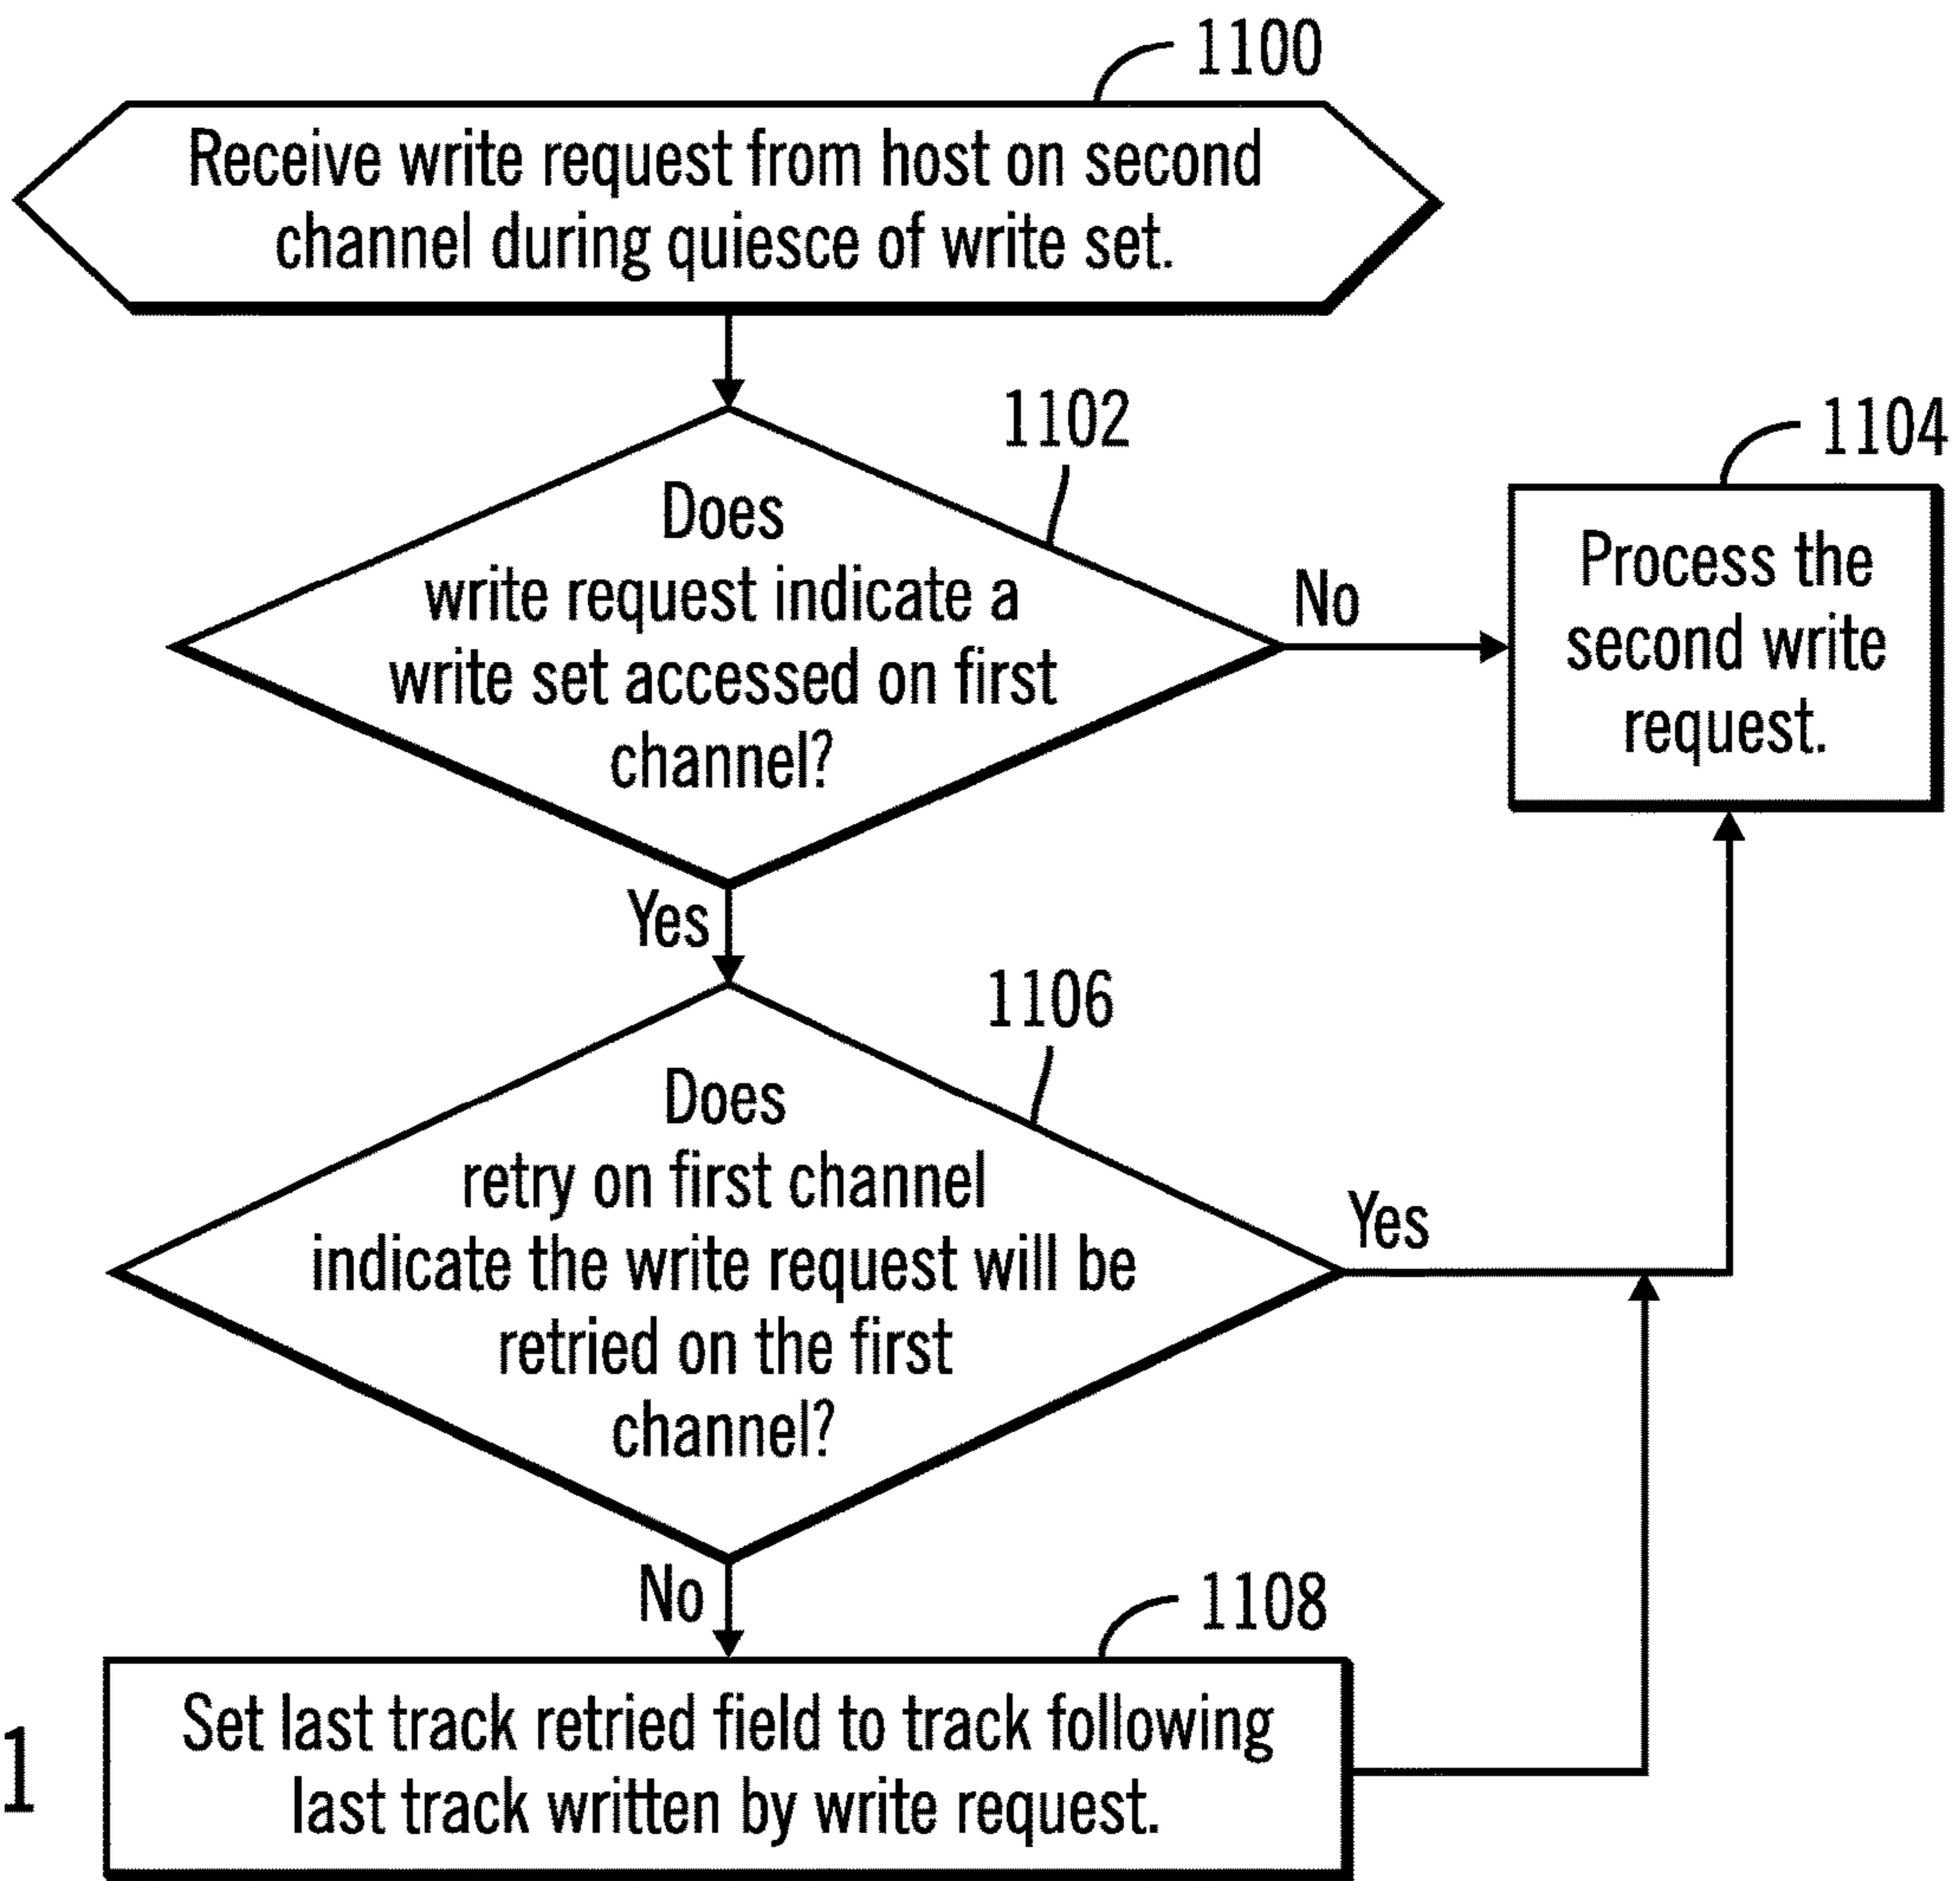 1100
Receive write request from host on second
channel during quiesce of write set.
1102
Does
write request indicate a
write set accessed on first
channel?
No
1104
Process the
second write
request.
Yes
1106
Does
retry on first channel
indicate the write request will be
retried on the first
channel?
Yes
No
1108
Set last track retried field to track following
last track written by write request.
1